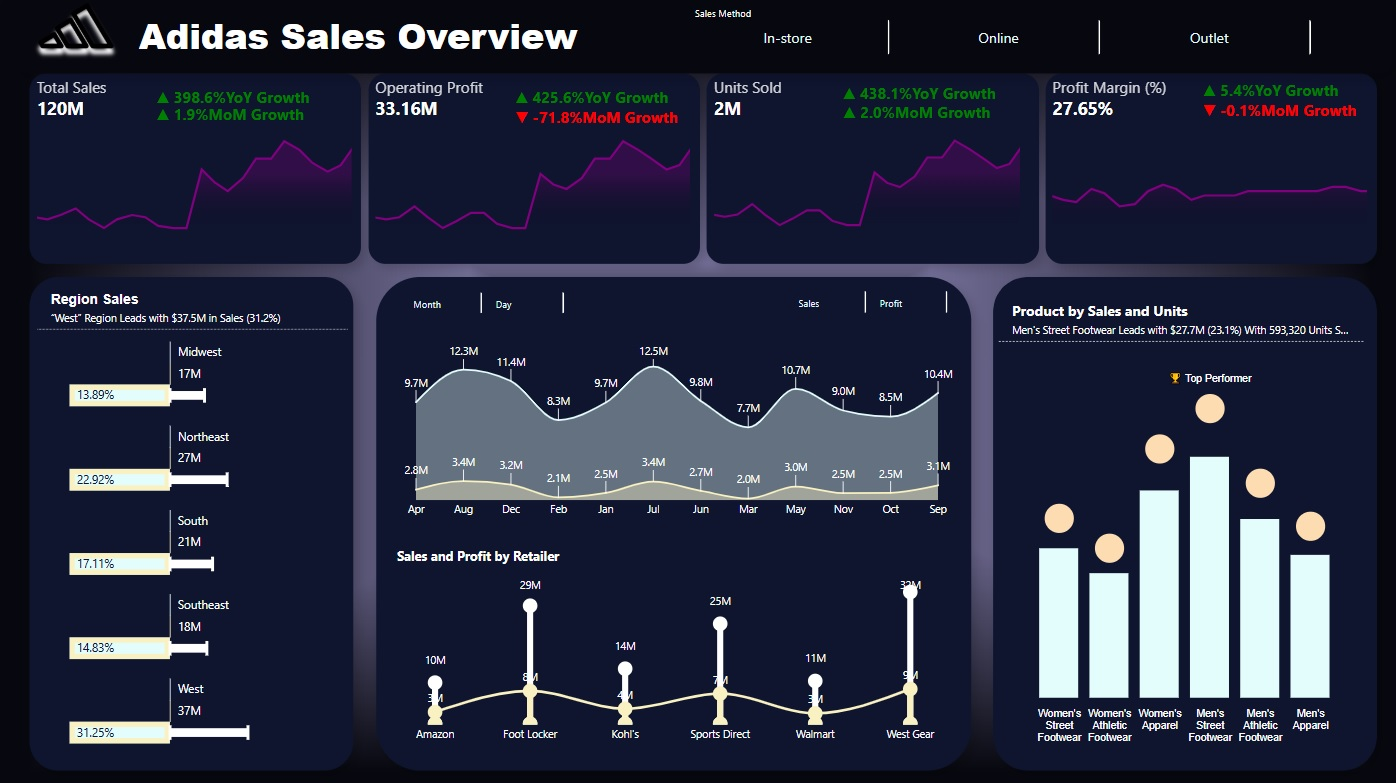 Sales Method
Adidas Sales Overview
In-store
Online
Outlet
Total Sales
120M
▲ 398.6%YoY Growth
▲ 1.9%MoM Growth
Operating Profit
33.16M
▲ 425.6%YoY Growth
▼ -71.8%MoM Growth
Units Sold
2M
▲ 438.1%YoY Growth
▲ 2.0%MoM Growth
Profit Margin (%)
27.65%
▲ 5.4%YoY Growth
▼ -0.1%MoM Growth
Region Sales
"West" Region Leads with $37.5M in Sales (31.2%)
Midwest
17M
13.89%
Northeast
27M
22.92%
South
21M
17.11%
Southeast
18M
14.83%
West
37M
31.25%
Month
Day
Sales
Profit
9.7M 12.3M 11.4M 8.3M 9.7M 12.5M 9.8M 7.7M 10.7M 9.0M 8.5M 10.4M
2.8M 3.4M 3.2M 2.1M 2.5M 3.4M 2.7M 2.0M 3.0M 2.5M 2.5M 3.1M
Apr Aug Dec Feb Jan Jul Jun Mar May Nov Oct Sep
Sales and Profit by Retailer
10M 29M 14M 25M 11M 32M
3M 8M 4M 7M 3M 9M
Amazon Foot Locker Kohl's Sports Direct Walmart West Gear
Product by Sales and Units
Men's Street Footwear Leads with $27.7M (23.1%) With 593,320 Units S...
🏆 Top Performer
Women's
Street
Footwear
Women's
Athletic
Footwear
Women's
Apparel
Men's
Street
Footwear
Men's
Athletic
Footwear
Men's
Apparel